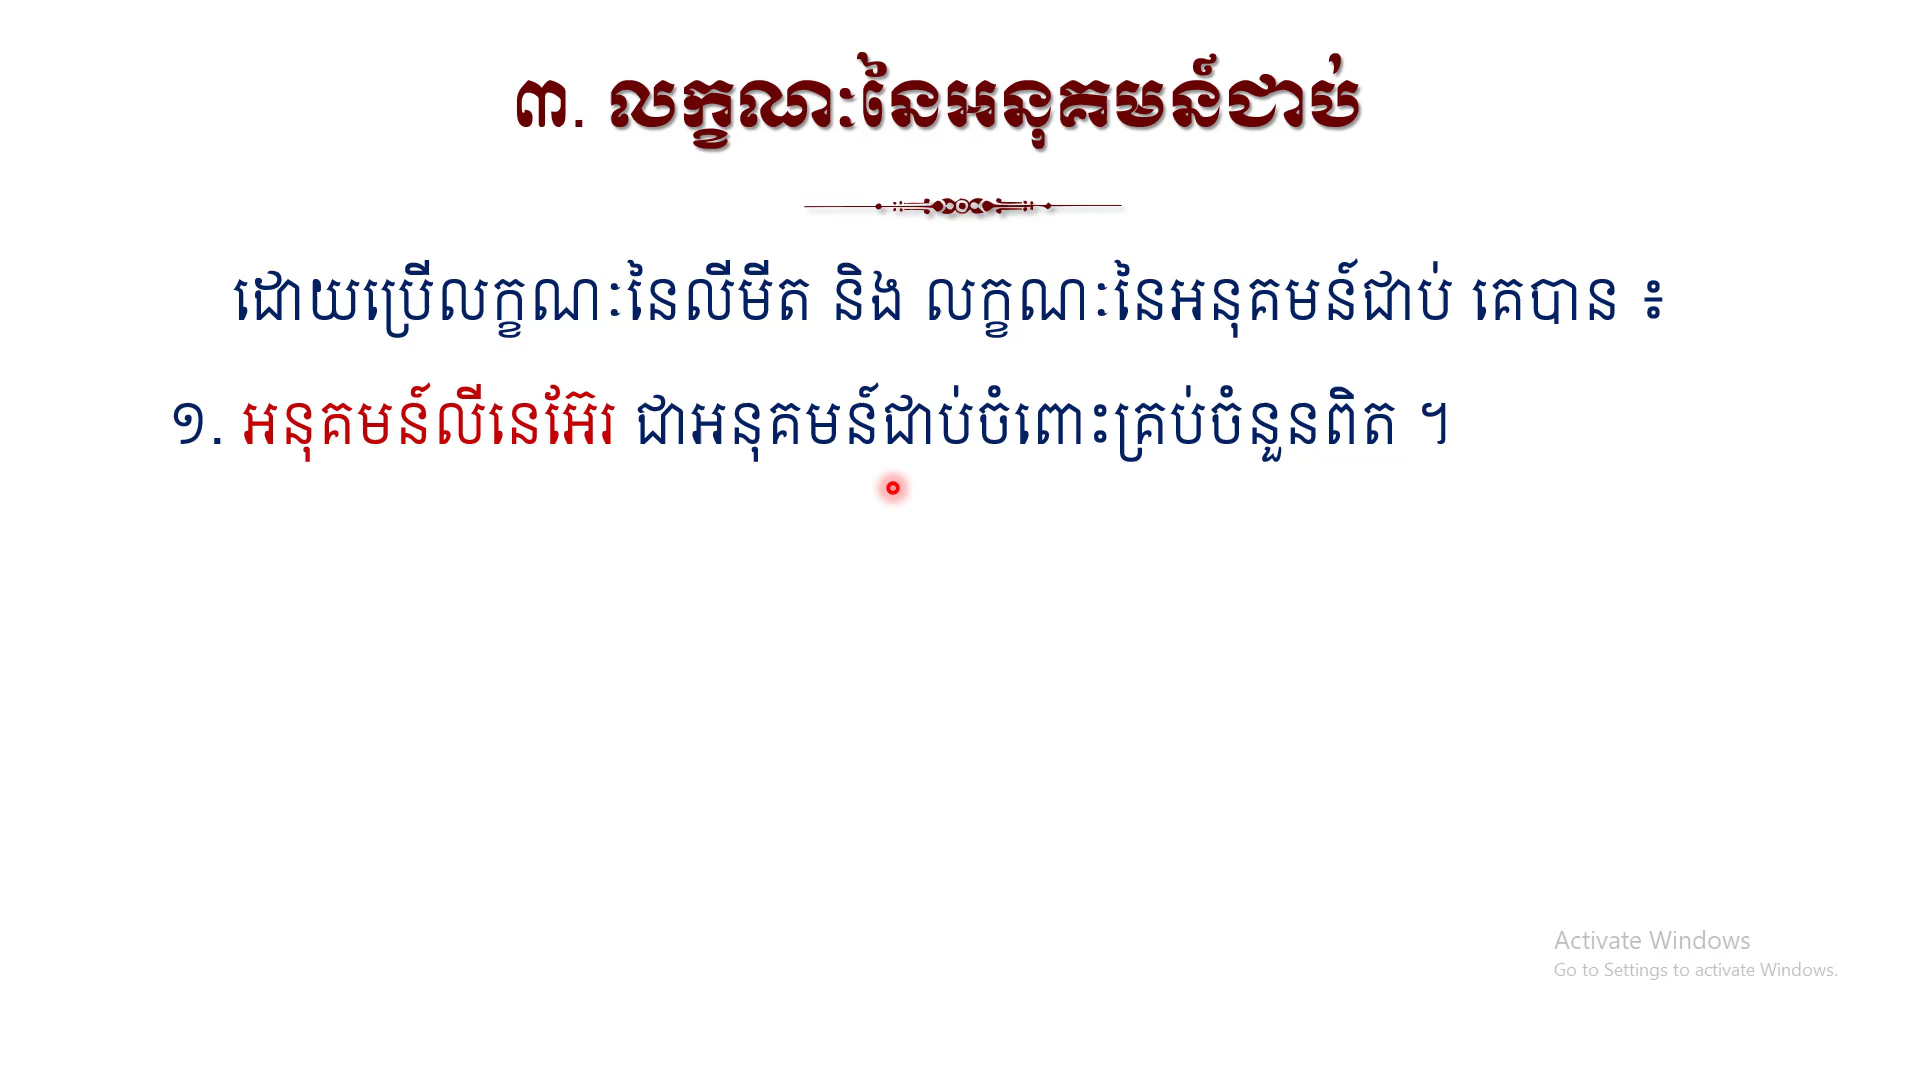 ៣. លក្ខណៈនៃអនុគមន៍ជាប់
ដោយប្រើលក្ខណៈនៃលីមីត និង លក្ខណៈនៃអនុគមន៍ជាប់ គេបាន ៖
១. អនុគមន៍លីនេអ៊ែរ ជាអនុគមន៍ជាប់ចំពោះគ្រប់ចំនួនពិត ។
Activate Windows
Go to Settings to activate Windows.